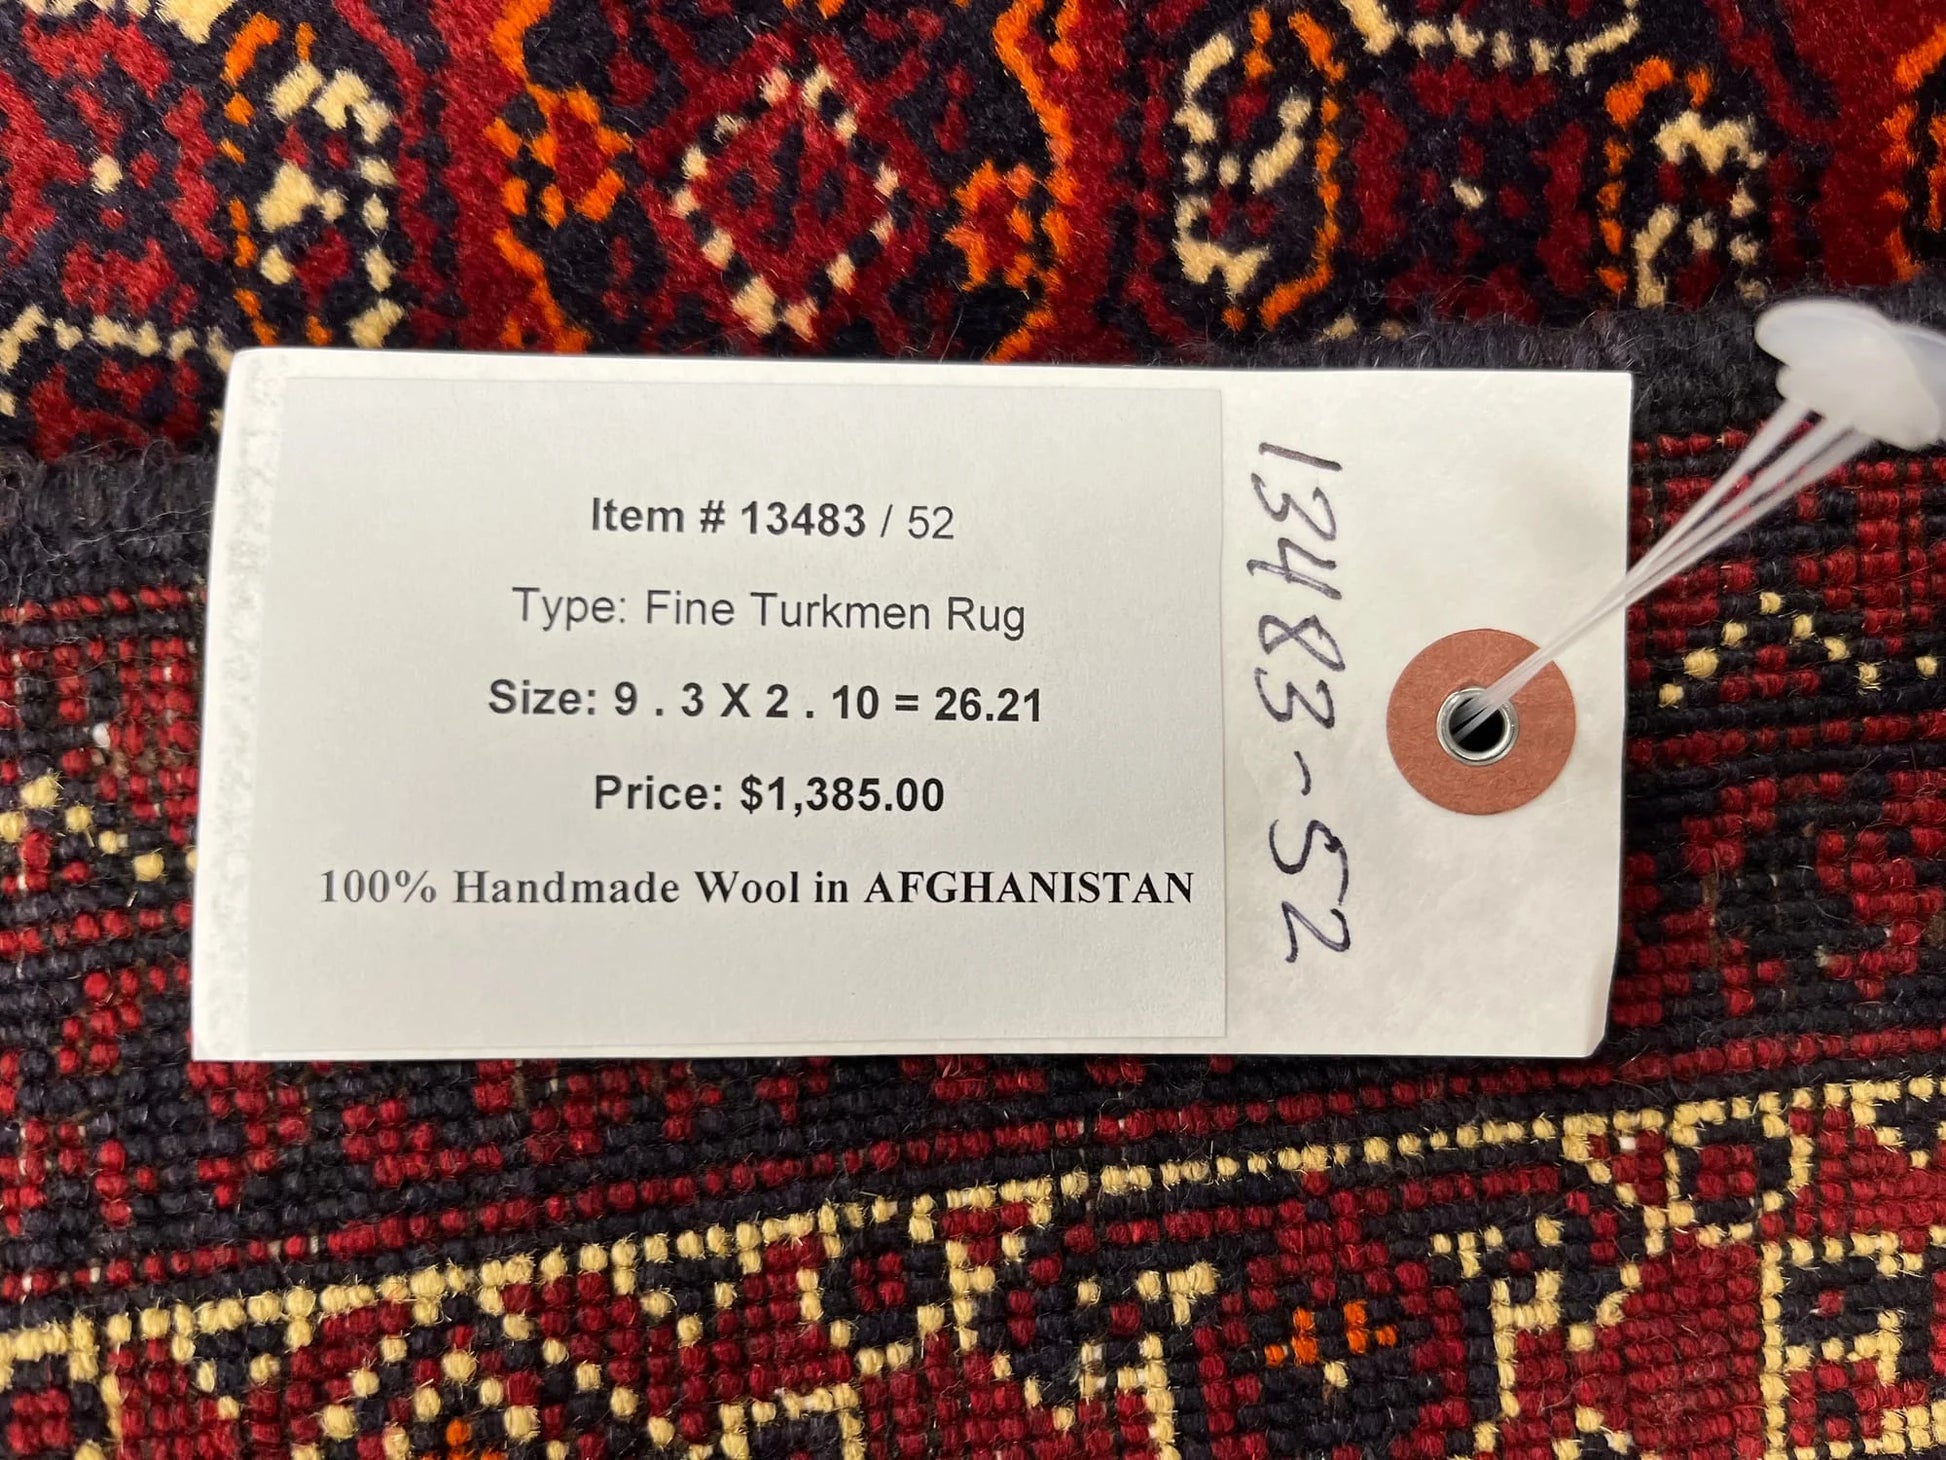 Item # 13483 / 52
Type: Fine Turkmen Rug
Size: 9 . 3 X 2 . 10 = 26.21
Price: $1,385.00
100% Handmade Wool in AFGHANISTAN
13483-52